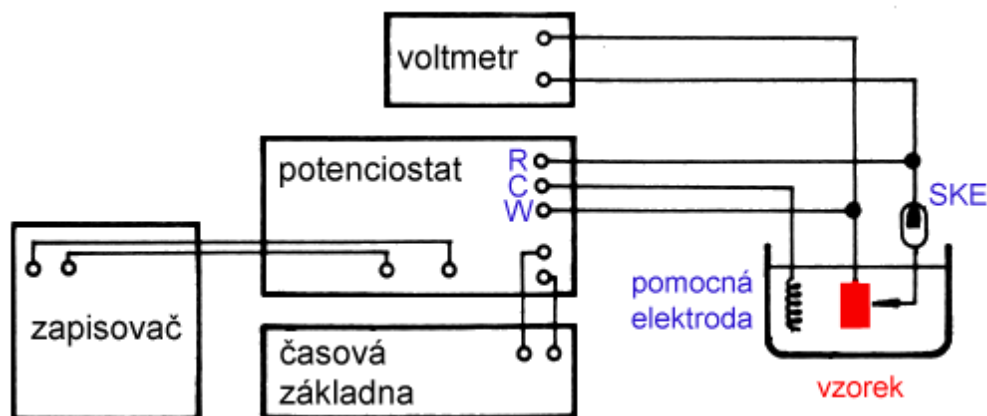 voltmetr
potenciostat
R
C
W
SKE
pomocná
elektroda
zapisovač
časová
základna
vzorek